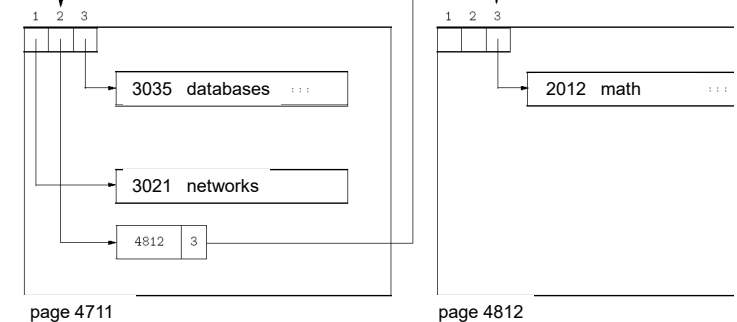 1 2 3
1 2 3
3035 databases :::
2012 math :::
3021 networks
4812 3
page 4711
page 4812